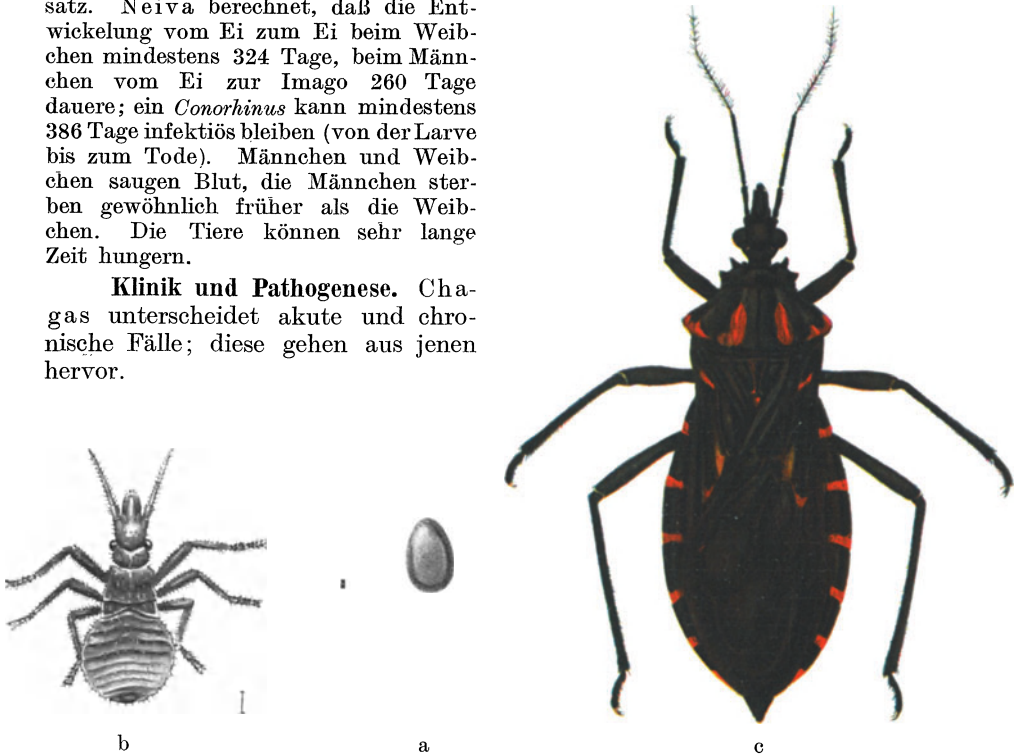 satz. Neiva berechnet, daß die Ent-
wickelung vom Ei zum Ei beim Weib-
chen mindestens 324 Tage, beim Männ-
chen vom Ei zur Imago 260 Tage
dauere; ein Conorhinus kann mindestens
386 Tage infektiös bleiben (von der Larve
bis zum Tode). Männchen und Weib-
chen saugen Blut, die Männchen ster-
ben gewöhnlich früher als die Weib-
chen. Die Tiere können sehr lange
Zeit hungern.
Klinik und Pathogenese. Cha-
gas unterscheidet akute und chro-
nische Fälle; diese gehen aus jenen
hervor.
b a c